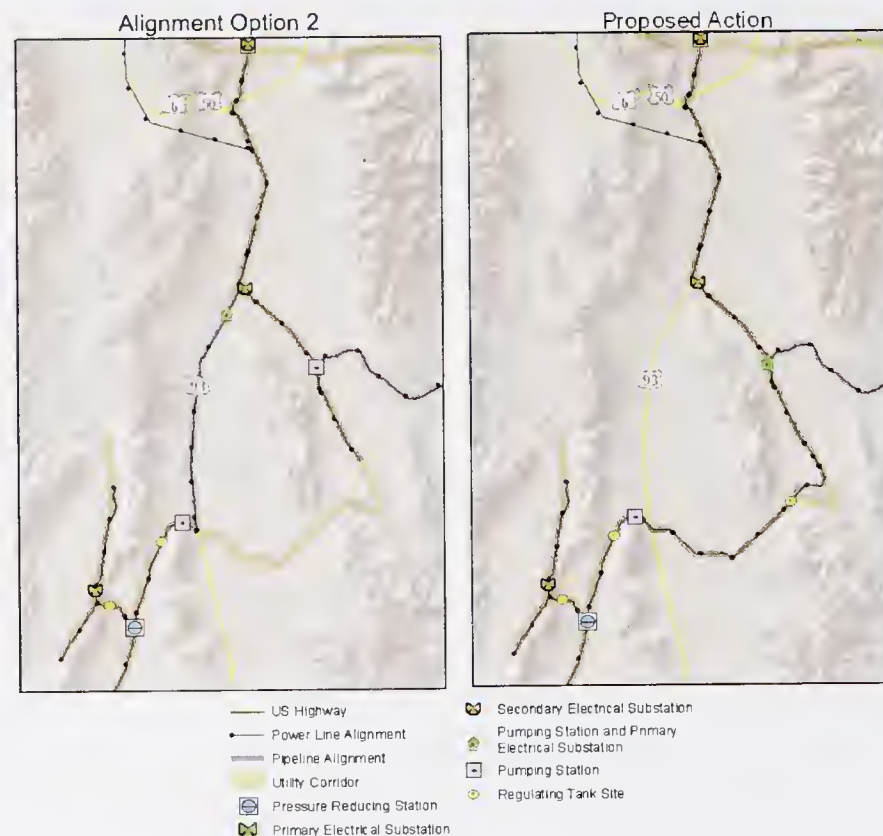 Alignment Option 2
Proposed Action
6 50
93
6 50
93
US Highway
Power Line Alignment
Pipeline Alignment
Utility Corridor
Pressure Reducing Station
Primary Electrical Substation
Secondary Electrical Substation
Pumping Station and Primary
Electrical Substation
Pumping Station
Regulating Tank Site